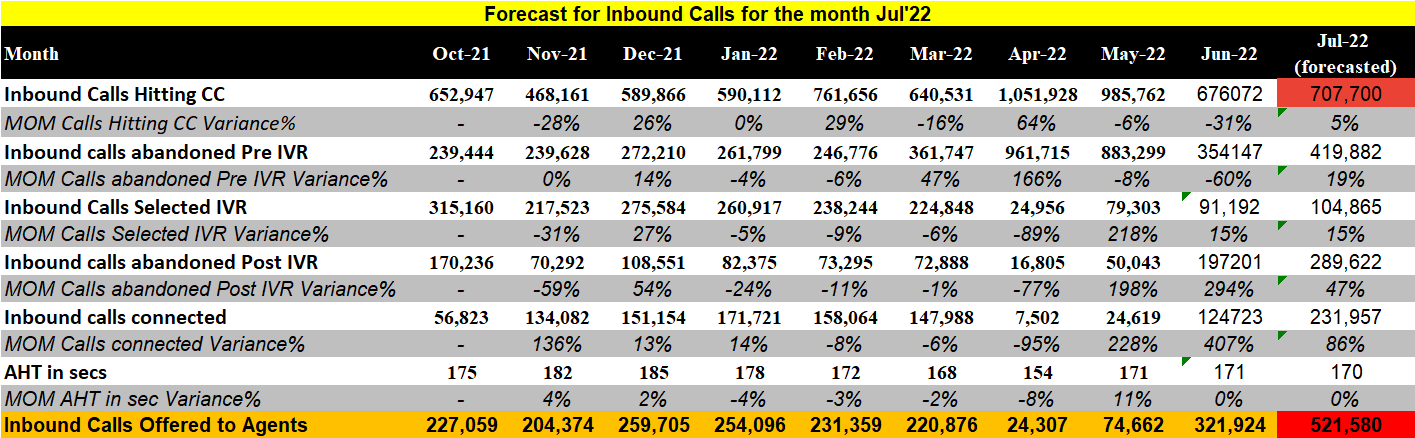 Forecast for Inbound Calls for the month Jul'22
Month Oct-21 Nov-21 Dec-21 Jan-22 Feb-22 Mar-22 Apr-22 May-22 Jun-22 Jul-22 (forecasted)
Inbound Calls Hitting CC 652,947 468,161 589,866 590,112 761,656 640,531 1,051,928 985,762 676072 707,700
MOM Calls Hitting CC Variance% - -28% 26% 0% 29% -16% 64% -6% -31% 5%
Inbound calls abandoned Pre IVR 239,444 239,628 272,210 261,799 246,776 361,747 961,715 883,299 354147 419,882
MOM Calls abandoned Pre IVR Variance% - 0% 14% -4% -6% 47% 166% -8% -60% 19%
Inbound Calls Selected IVR 315,160 217,523 275,584 260,917 238,244 224,848 24,956 79,303 91,192 104,865
MOM Calls Selected IVR Variance% - -31% 27% -5% -9% -6% -89% 218% 15% 15%
Inbound calls abandoned Post IVR 170,236 70,292 108,551 82,375 73,295 72,888 16,805 50,043 197201 289,622
MOM Calls abandoned Post IVR Variance% - -59% 54% -24% -11% -1% -77% 198% 294% 47%
Inbound calls connected 56,823 134,082 151,154 171,721 158,064 147,988 7,502 24,619 124723 231,957
MOM Calls connected Variance% - 136% 13% 14% -8% -6% -95% 228% 407% 86%
AHT in secs 175 182 185 178 172 168 154 171 171 170
MOM AHT in sec Variance% - 4% 2% -4% -3% -2% -8% 11% 0% 0%
Inbound Calls Offered to Agents 227,059 204,374 259,705 254,096 231,359 220,876 24,307 74,662 321,924 521,580